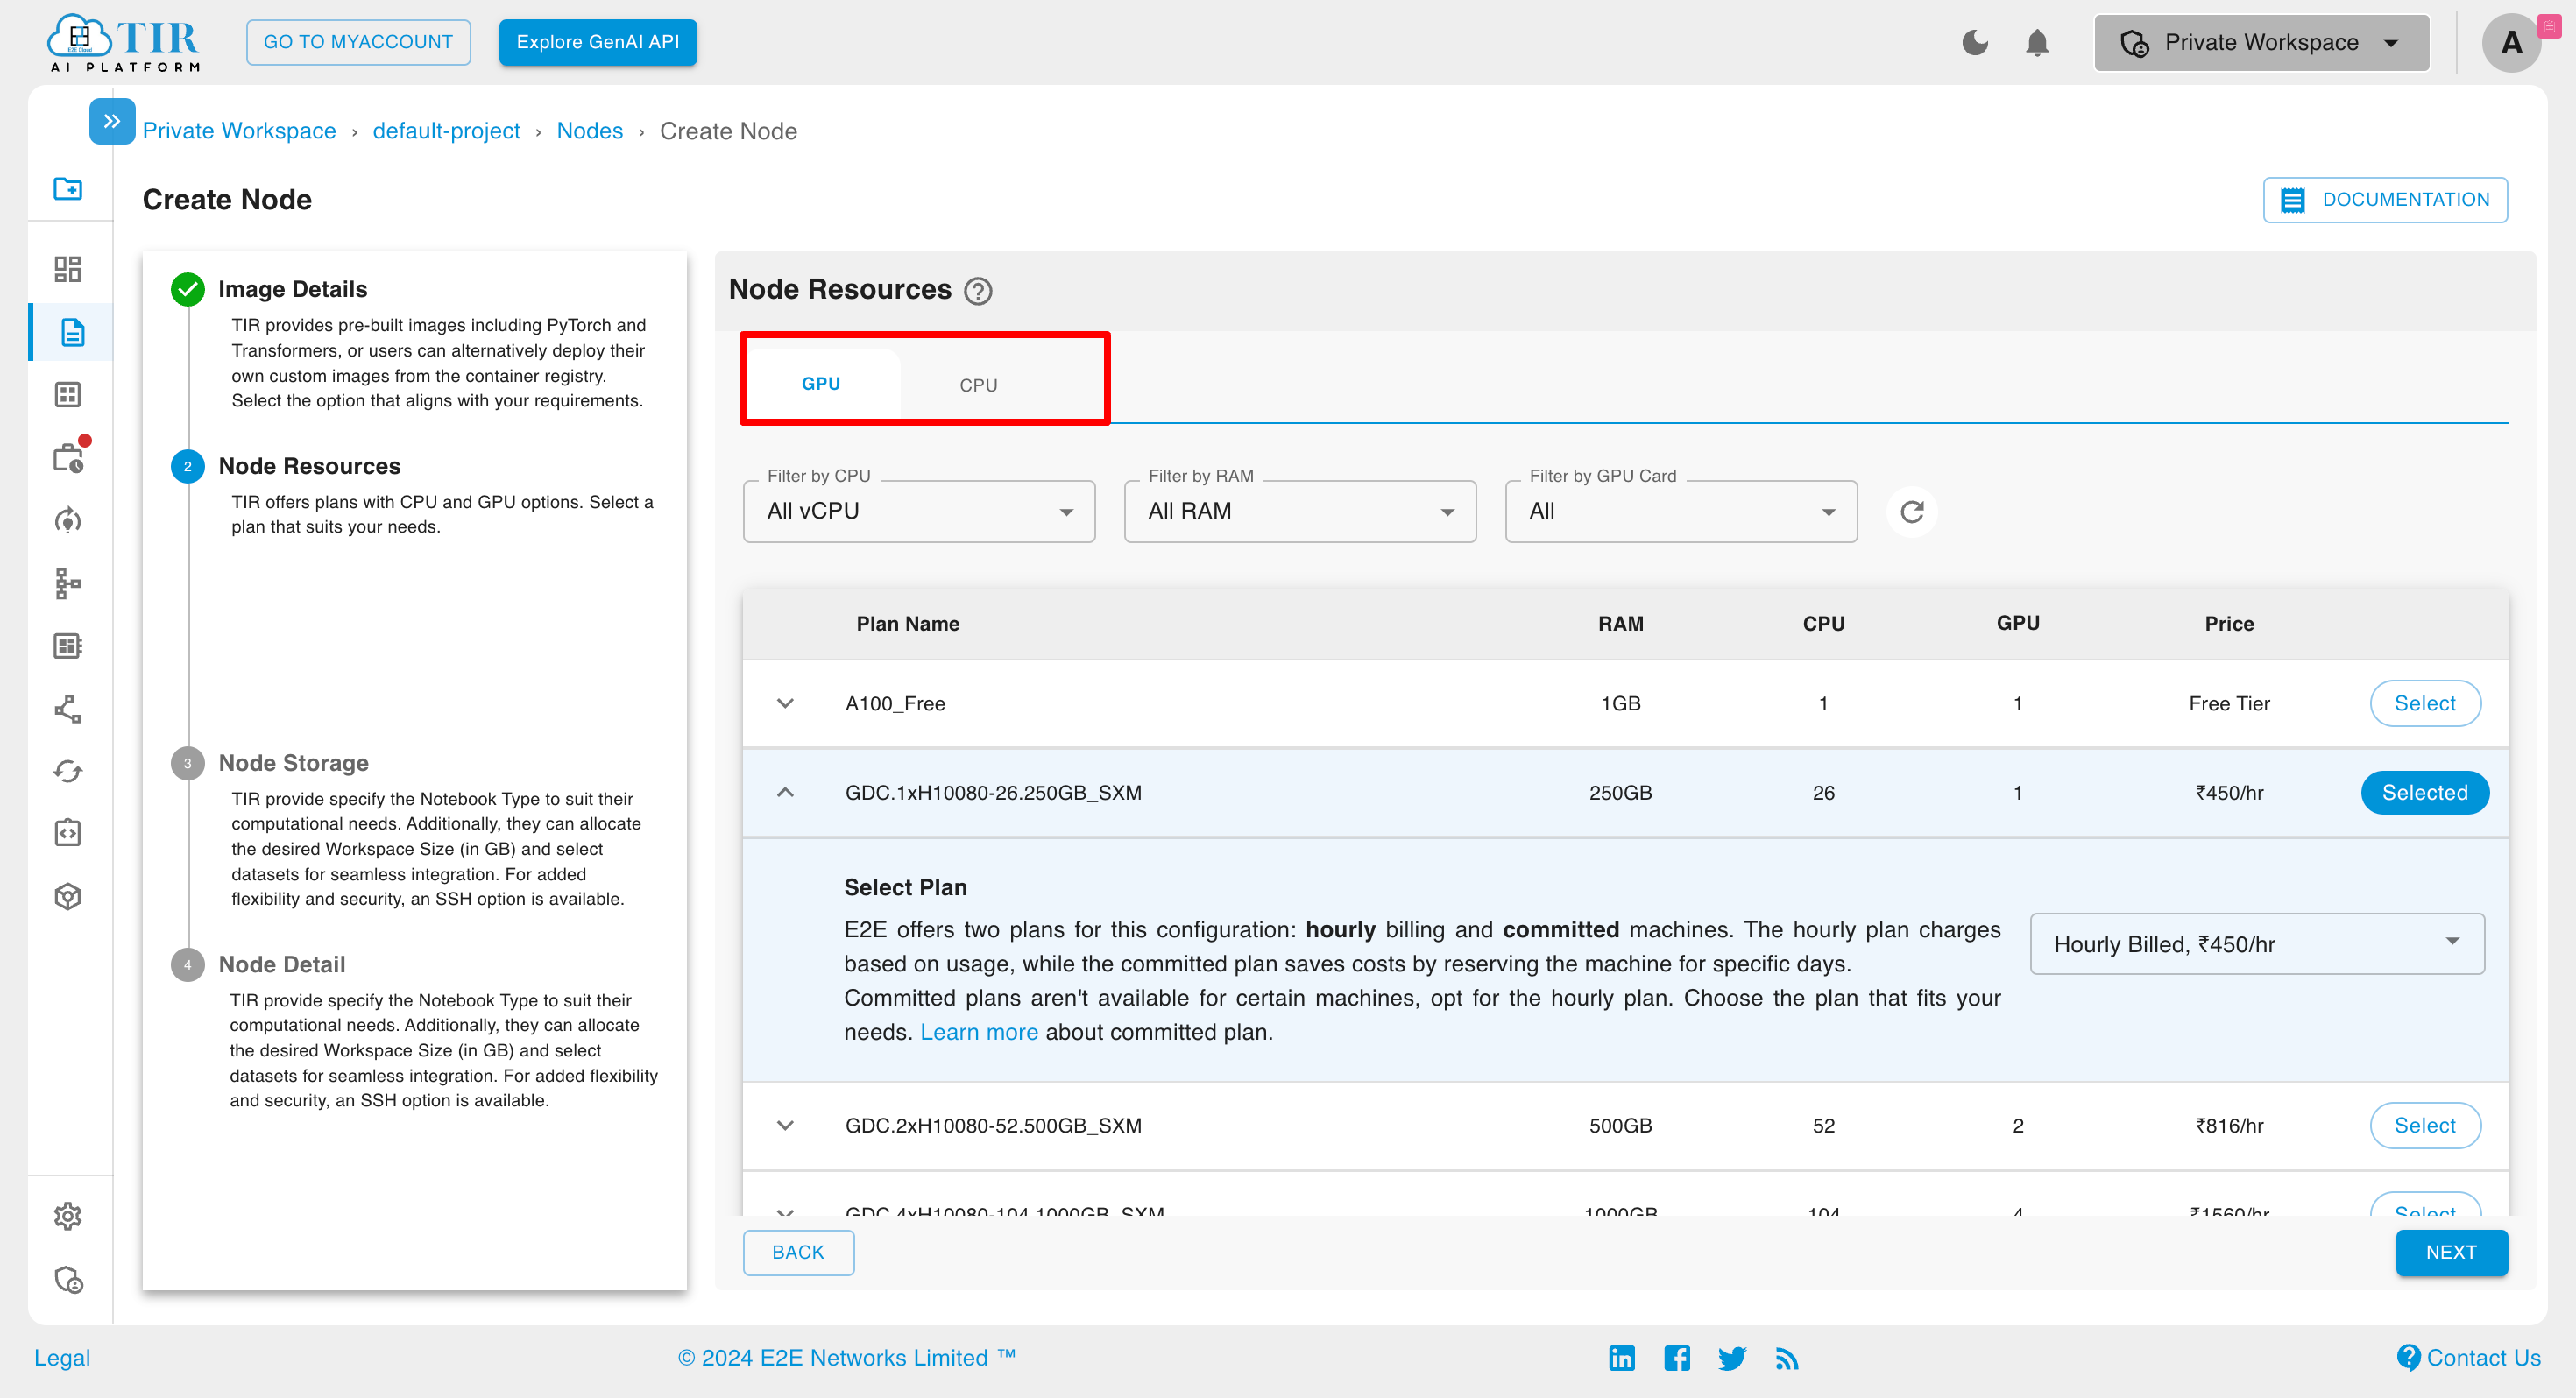 E2E Cloud
TIR
AI PLATFORM
GO TO MYACCOUNT
Explore GenAI API
Private Workspace
A
Private Workspace › default-project › Nodes › Create Node
Create Node
DOCUMENTATION
Image Details
TIR provides pre-built images including PyTorch and
Transformers, or users can alternatively deploy their
own custom images from the container registry.
Select the option that aligns with your requirements.
2
Node Resources
TIR offers plans with CPU and GPU options. Select a
plan that suits your needs.
3
Node Storage
TIR provide specify the Notebook Type to suit their
computational needs. Additionally, they can allocate
the desired Workspace Size (in GB) and select
datasets for seamless integration. For added
flexibility and security, an SSH option is available.
4
Node Detail
TIR provide specify the Notebook Type to suit their
computational needs. Additionally, they can allocate
the desired Workspace Size (in GB) and select
datasets for seamless integration. For added flexibility
and security, an SSH option is available.
Node Resources
GPU
CPU
Filter by CPU
All vCPU
Filter by RAM
All RAM
Filter by GPU Card
All
Plan Name RAM CPU GPU Price
A100_Free 1GB 1 1 Free Tier Select
GDC.1xH10080-26.250GB_SXM 250GB 26 1 ₹450/hr Selected
Select Plan
E2E offers two plans for this configuration: hourly billing and committed machines. The hourly plan charges
based on usage, while the committed plan saves costs by reserving the machine for specific days.
Committed plans aren't available for certain machines, opt for the hourly plan. Choose the plan that fits your
needs. Learn more about committed plan.
Hourly Billed, ₹450/hr
GDC.2xH10080-52.500GB_SXM 500GB 52 2 ₹816/hr Select
GDC.4xH10080-104.1000GB_SXM 1000GB 104 4 ₹1560/hr Select
BACK
NEXT
Legal
© 2024 E2E Networks Limited ™
Contact Us